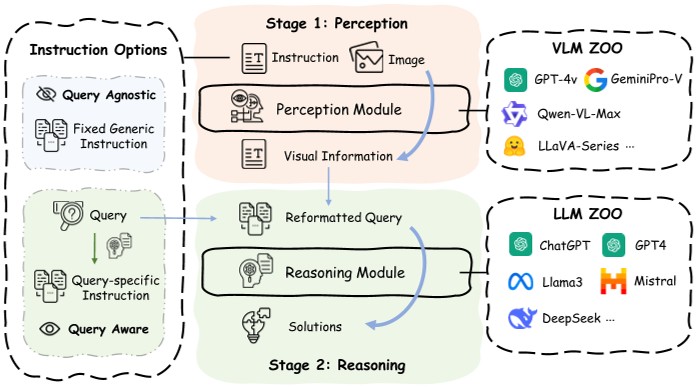 Instruction Options
Query Agnostic
Fixed Generic
Instruction
Query
Query-specific
Instruction
Query Aware
Stage 1: Perception
Instruction
Image
Perception Module
Visual Information
Reformatted Query
Reasoning Module
Solutions
Stage 2: Reasoning
VLM ZOO
GPT-4v
GeminiPro-V
Qwen-VL-Max
LLaVA-Series ...
LLM ZOO
ChatGPT
GPT4
Llama3
Mistral
DeepSeek ...